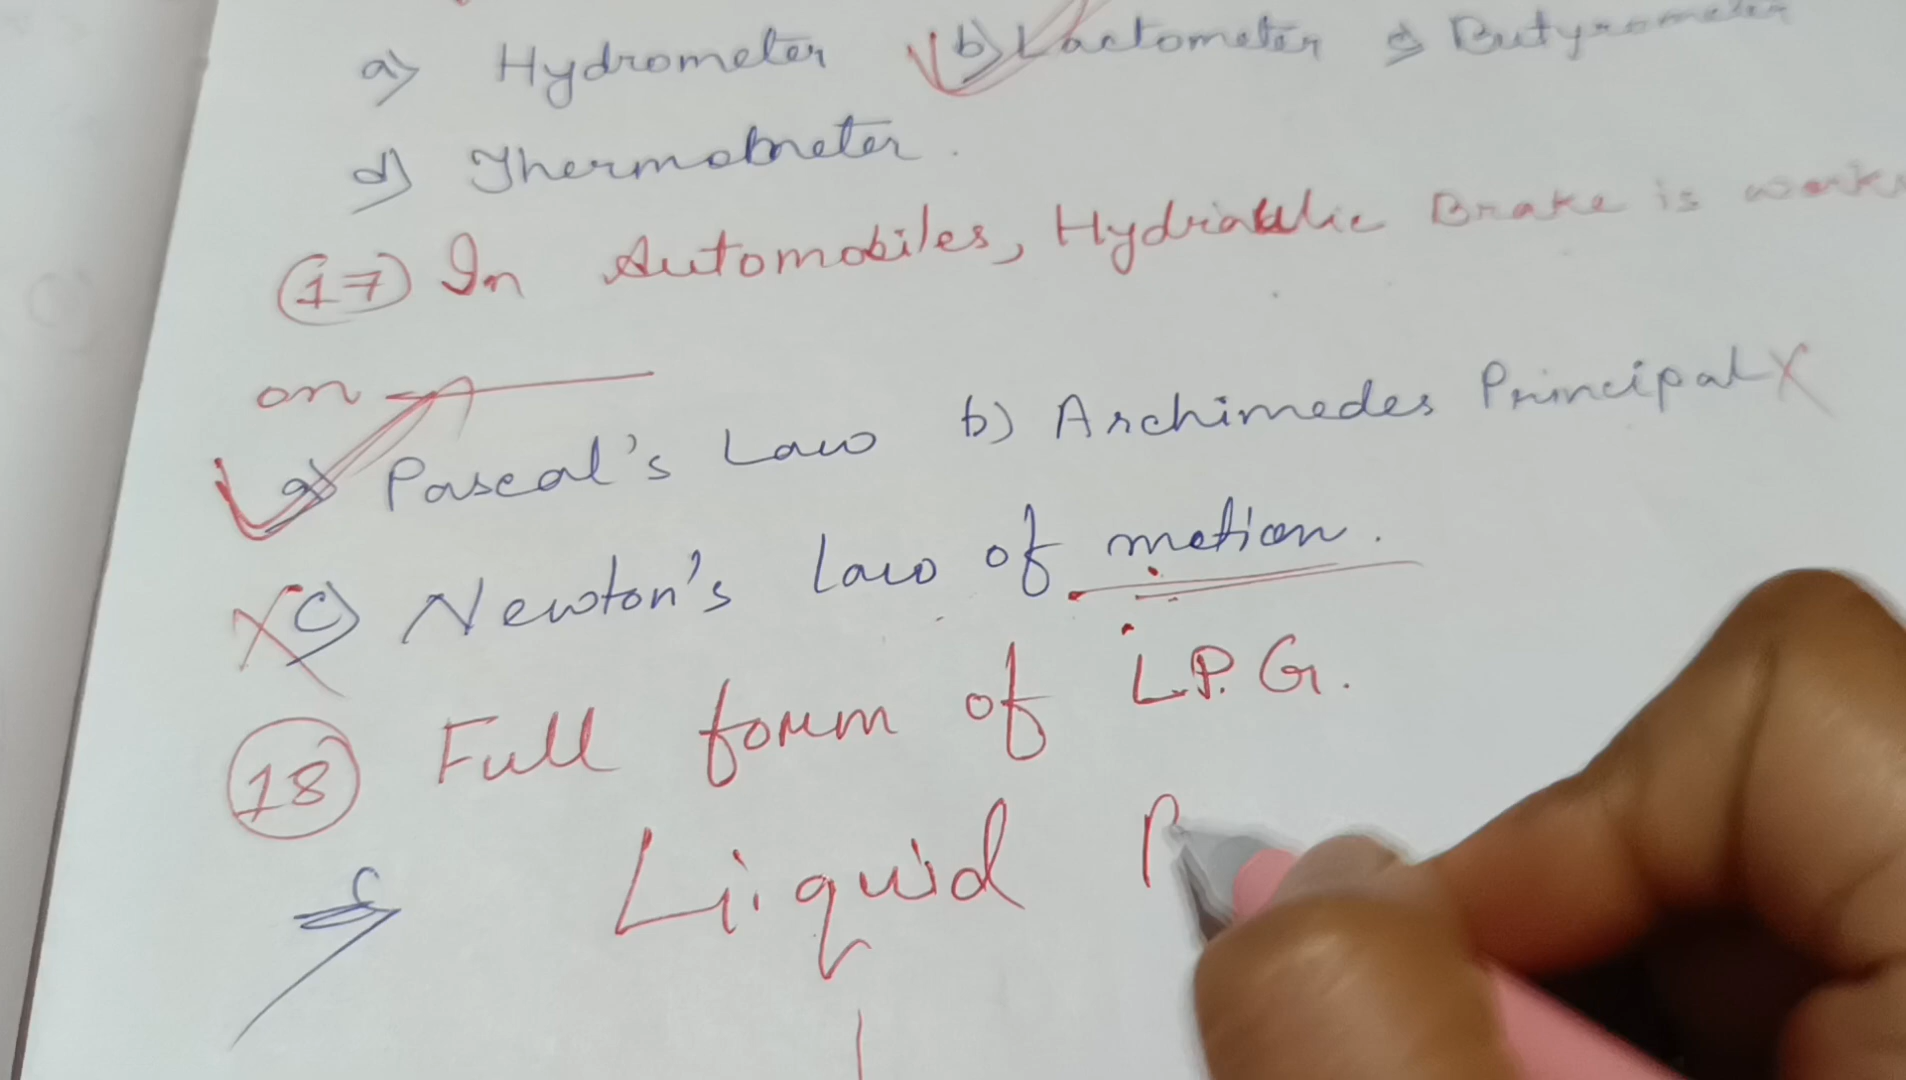 a) Hydrometer b) Lactometer c) Butyrometer
d) Thermometer.
(17) In Automobiles, Hydraulic Brake is works
on
a) Pascal's Law b) Archimedes Principal X
X c) Newton's law of motion.
(18) Full form of L.P.G.
Liquid P